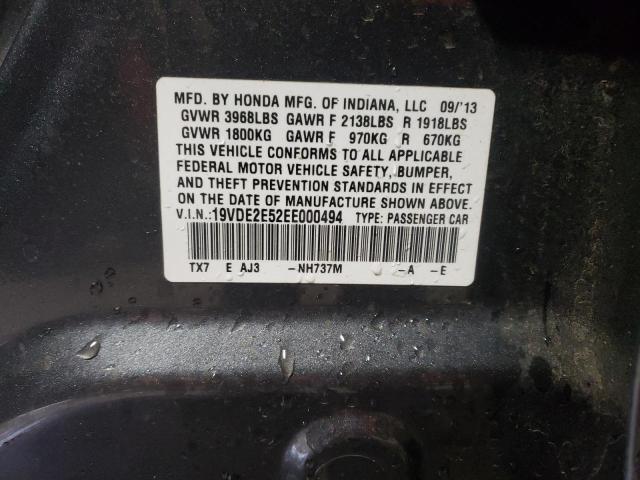 MFD. BY HONDA MFG. OF INDIANA, LLC 09/'13
GVWR 3968LBS GAWR F 2138LBS R 1918LBS
GVWR 1800KG GAWR F 970KG R 670KG
THIS VEHICLE CONFORMS TO ALL APPLICABLE
FEDERAL MOTOR VEHICLE SAFETY, BUMPER,
AND THEFT PREVENTION STANDARDS IN EFFECT
ON THE DATE OF MANUFACTURE SHOWN ABOVE.
V.I.N.:19VDE2E52EE000494 TYPE: PASSENGER CAR
TX7 E AJ3 -NH737M -A -E